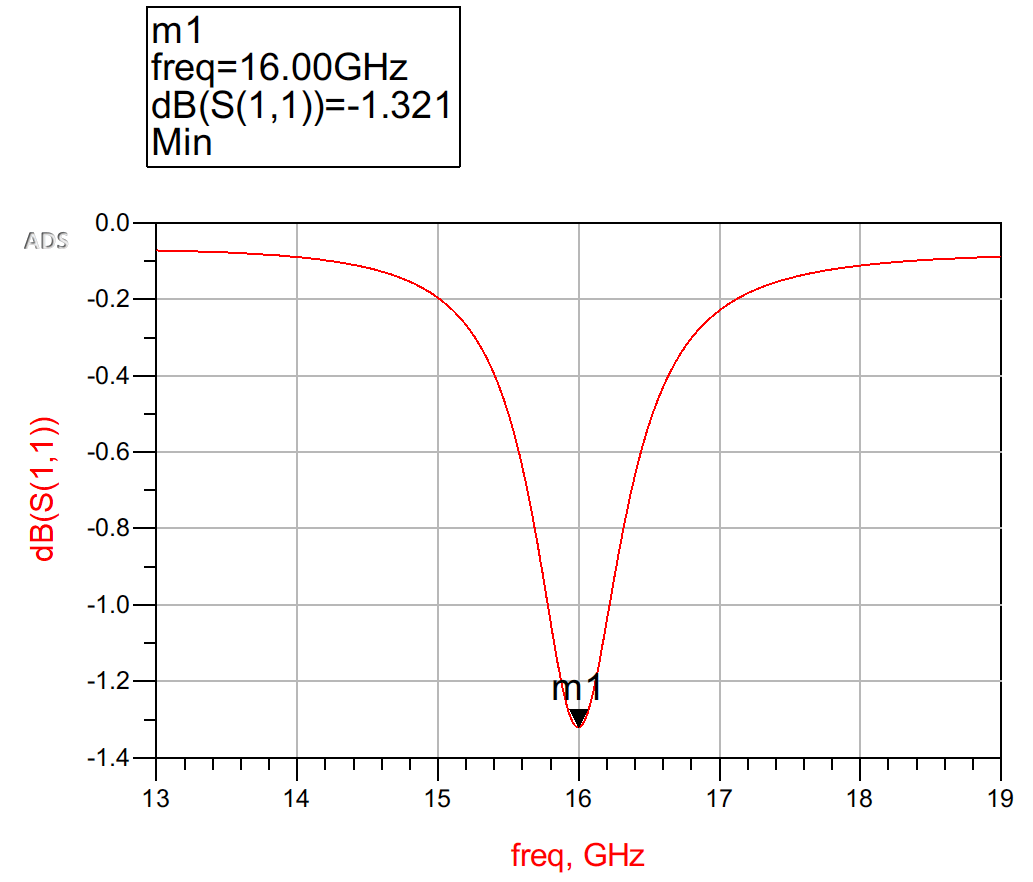 m1
freq=16.00GHz
dB(S(1,1))=-1.321
Min
ADS
0.0
-0.2
-0.4
-0.6
-0.8
-1.0
-1.2
-1.4
dB(S(1,1))
m1
13 14 15 16 17 18 19
freq, GHz